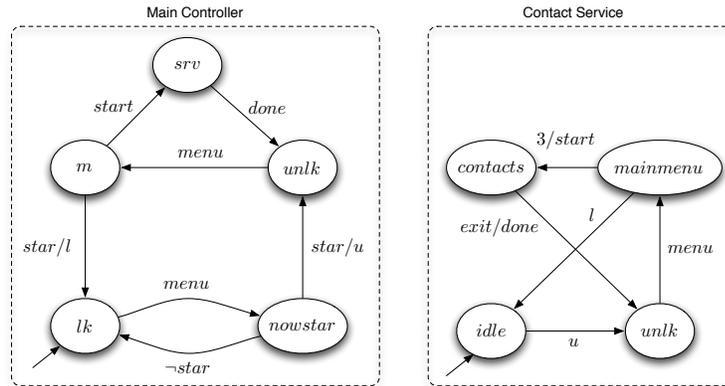 Main Controller
srv
start
done
m
menu
unlk
star/l
star/u
menu
lk
nowstar
¬star
Contact Service
3/start
contacts
mainmenu
l
exit/done
menu
idle
u
unlk